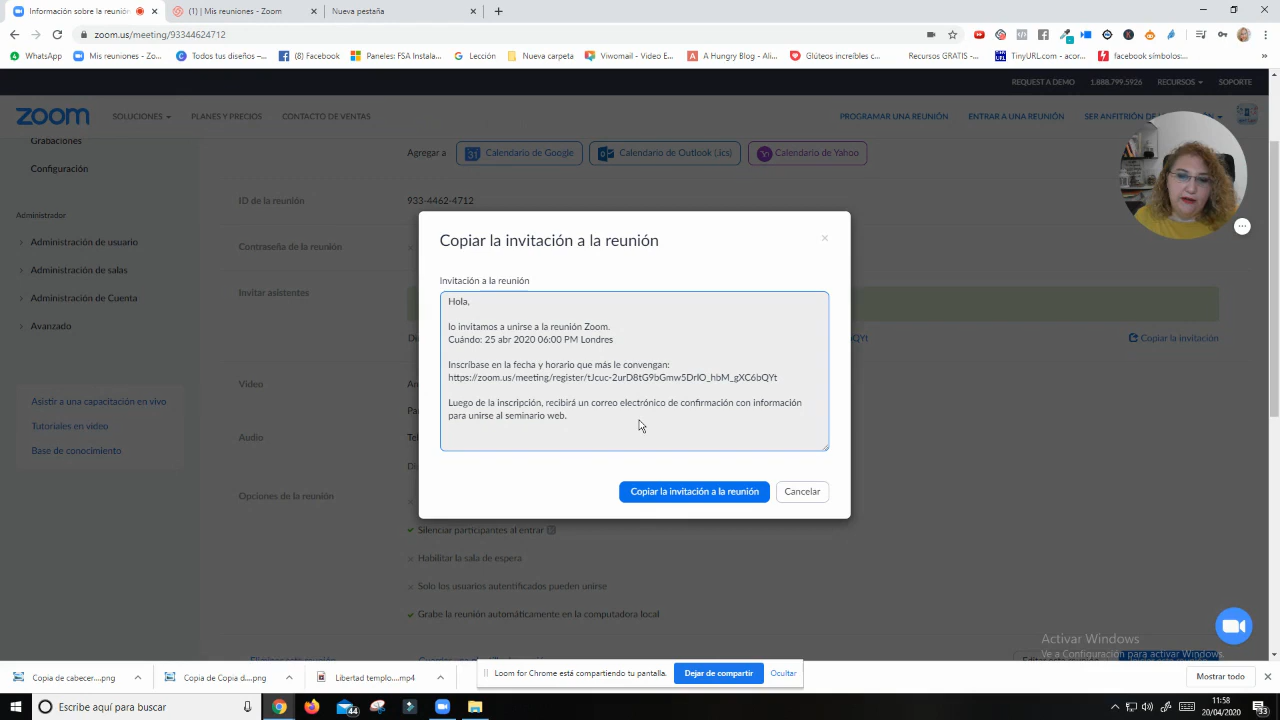 Información sobre la reunión
(1) Mis reuniones - Zoom
Nueva pestaña
zoom.us/meeting/93344624712
WhatsApp
Mis reuniones - Zo...
Todos tus diseños –...
(8) Facebook
Paneles: FSA Instala...
Lección
Nueva carpeta
Viwomail - Video E...
A Hungry Blog - Ali...
Glúteos increíbles c...
Recursos GRATIS –...
TinyURL.com - acor...
facebook símbolos:...
REQUEST A DEMO
1.888.799.5926
RECURSOS
SOPORTE
zoom
SOLUCIONES
PLANES Y PRECIOS
CONTACTO DE VENTAS
PROGRAMAR UNA REUNIÓN
ENTRAR A UNA REUNIÓN
SER ANFITRIÓN DE
Grabaciones
Configuración
Administrador
Administración de usuario
Administración de salas
Administración de Cuenta
Avanzado
Asistir a una capacitación en vivo
Tutoriales en vídeo
Base de conocimiento
Agregar a
Calendario de Google
Calendario de Outlook (.ics)
Calendario de Yahoo
ID de la reunión
933-4462-4712
Contraseña de la reunión
Invitar asistentes
Copiar la invitación
Video
Audio
Opciones de la reunión
Copiar la invitación a la reunión
Invitación a la reunión
Hola,
lo invitamos a unirse a la reunión Zoom.
Cuándo: 25 abr 2020 06:00 PM Londres
Inscríbase en la fecha y horario que más le convengan:
https://zoom.us/meeting/register/tJcuc-2urD8tG9bGmw5DrlO_hbM_gXC6bQYt
Luego de la inscripción, recibirá un correo electrónico de confirmación con información
para unirse al seminario web.
Copiar la invitación a la reunión
Cancelar
Silenciar participantes al entrar
Habilitar la sala de espera
Solo los usuarios autentificados pueden unirse
Grabe la reunión automáticamente en la computadora local
Activar Windows
Ve a Configuración para activar Windows.
Copia de cabecer....png
Copia de Copia d....png
Libertad templo....mp4
Loom for Chrome está compartiendo tu pantalla.
Dejar de compartir
Ocultar
Mostrar todo
Escribe aquí para buscar
44
11:58
20/04/2020
33